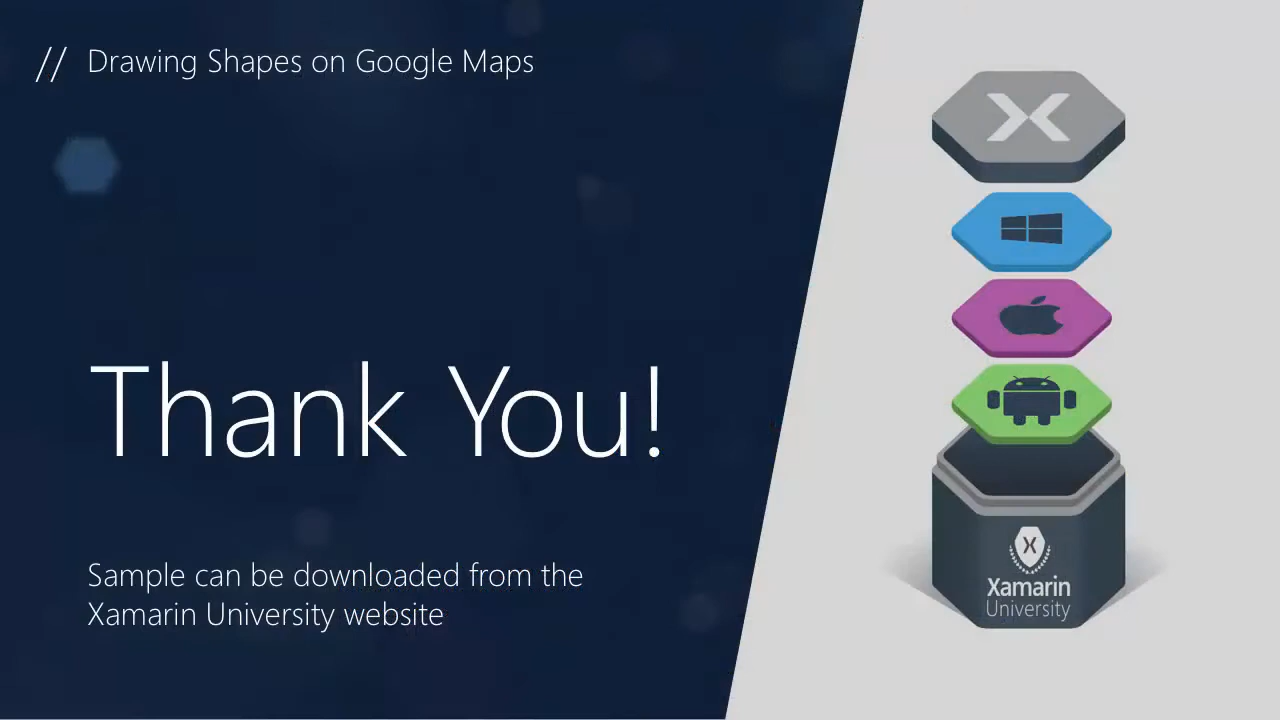 // Drawing Shapes on Google Maps
Thank You!
Sample can be downloaded from the
Xamarin University website
Xamarin
University